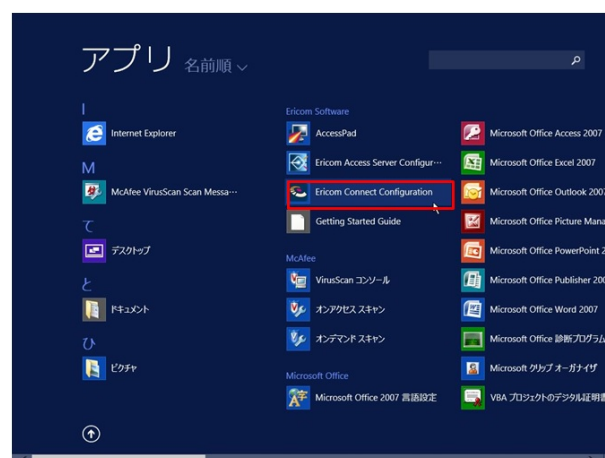 アプリ 名前順
I
Internet Explorer
M
McAfee VirusScan Scan Messa…
て
デスクトップ
と
ドキュメント
ひ
ピクチャ
Ericom Software
AccessPad
Ericom Access Server Configur…
Ericom Connect Configuration
Getting Started Guide
McAfee
VirusScan コンソール
オンアクセス スキャン
オンデマンド スキャン
Microsoft Office
Microsoft Office 2007 言語設定
Microsoft Office Access 2007
Microsoft Office Excel 2007
Microsoft Office Outlook 2007
Microsoft Office Picture Mana
Microsoft Office PowerPoint 2
Microsoft Office Publisher 200
Microsoft Office Word 2007
Microsoft Office 診断プログラム
Microsoft クリップ オーガナイザ
VBA プロジェクトのデジタル証明書